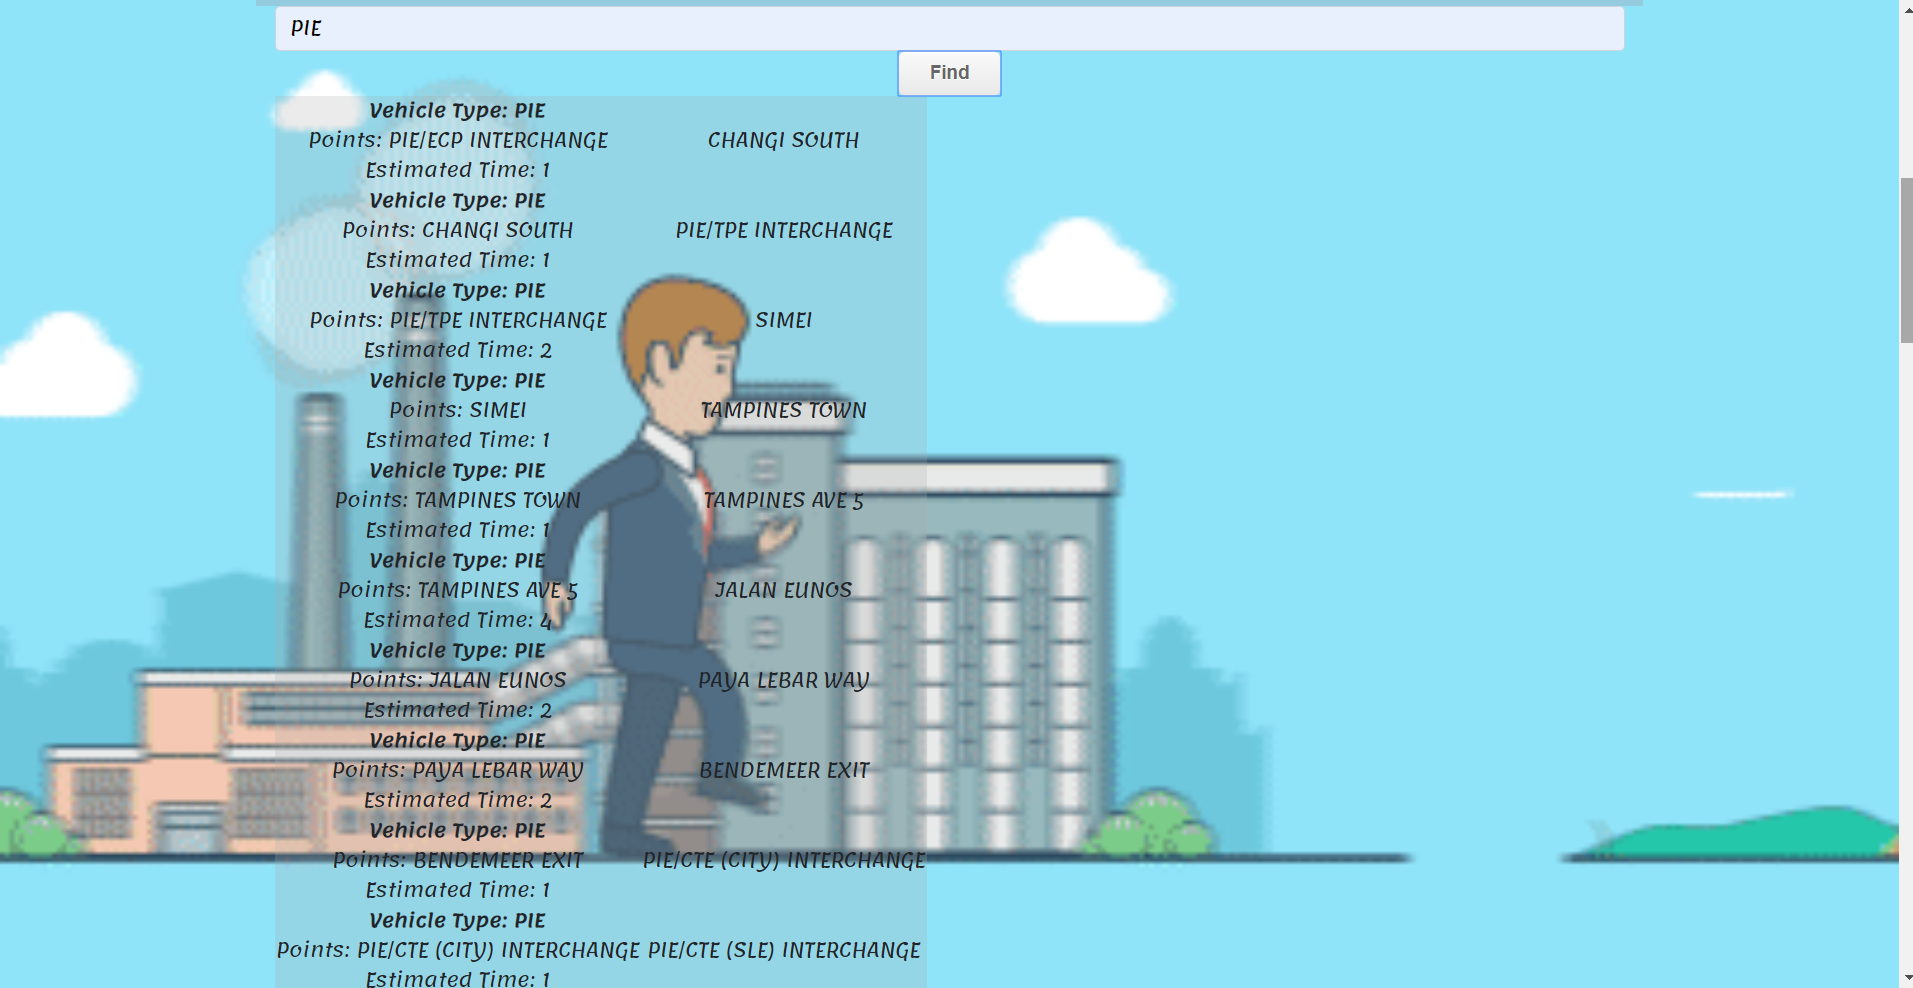 PIE
Find
Vehicle Type: PIE
Points: PIE/ECP INTERCHANGE CHANGI SOUTH
Estimated Time: 1
Vehicle Type: PIE
Points: CHANGI SOUTH PIE/TPE INTERCHANGE
Estimated Time: 1
Vehicle Type: PIE
Points: PIE/TPE INTERCHANGE SIMEI
Estimated Time: 2
Vehicle Type: PIE
Points: SIMEI TAMPINES TOWN
Estimated Time: 1
Vehicle Type: PIE
Points: TAMPINES TOWN TAMPINES AVE 5
Estimated Time: 1
Vehicle Type: PIE
Points: TAMPINES AVE 5 JALAN EUNOS
Estimated Time: 4
Vehicle Type: PIE
Points: JALAN EUNOS PAYA LEBAR WAY
Estimated Time: 2
Vehicle Type: PIE
Points: PAYA LEBAR WAY BENDEMEER EXIT
Estimated Time: 2
Vehicle Type: PIE
Points: BENDEMEER EXIT PIE/CTE (CITY) INTERCHANGE
Estimated Time: 1
Vehicle Type: PIE
Points: PIE/CTE (CITY) INTERCHANGE PIE/CTE (SLE) INTERCHANGE
Estimated Time: 1